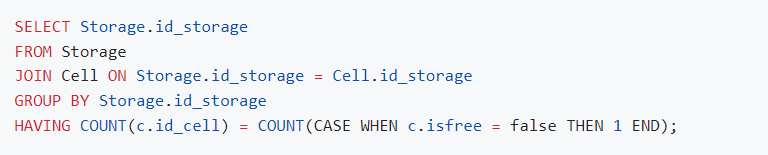 SELECT Storage.id_storage
FROM Storage
JOIN Cell ON Storage.id_storage = Cell.id_storage
GROUP BY Storage.id_storage
HAVING COUNT(c.id_cell) = COUNT(CASE WHEN c.isfree = false THEN 1 END);